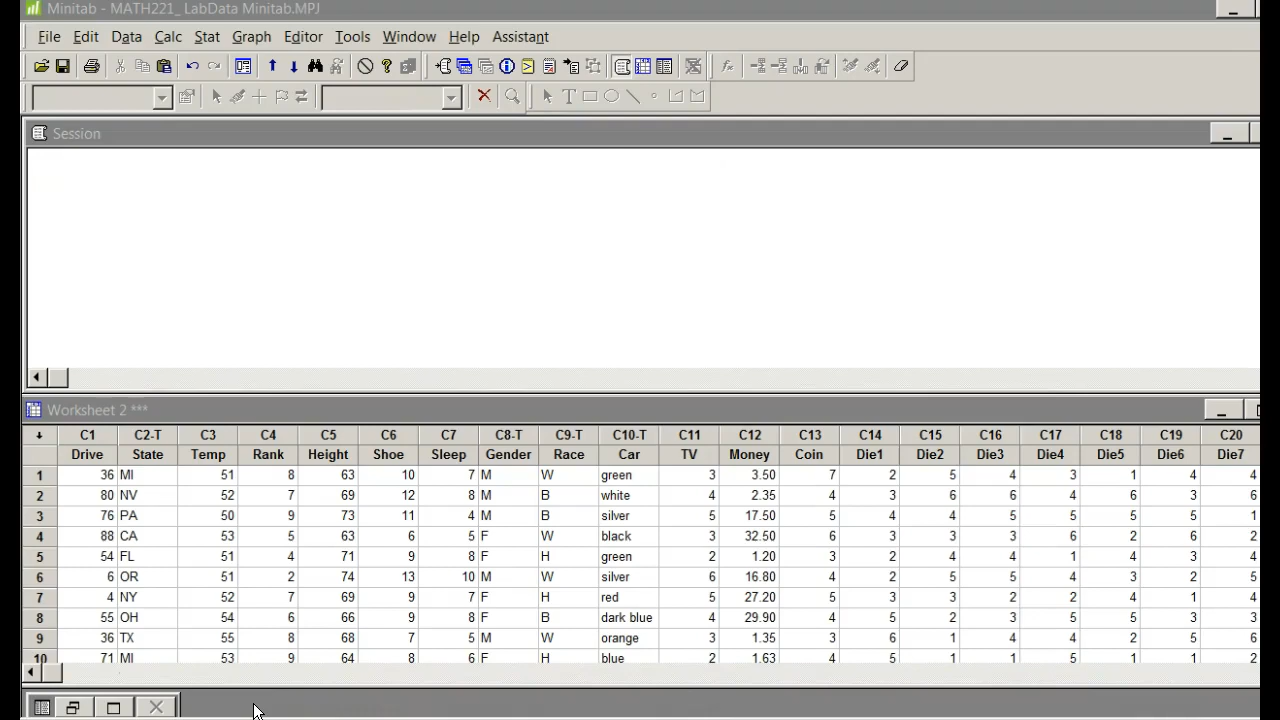 Minitab - MATH221_ LabData Minitab.MPJ
File Edit Data Calc Stat Graph Editor Tools Window Help Assistant
Session
Worksheet 2 ***
C1 C2-T C3 C4 C5 C6 C7 C8-T C9-T C10-T C11 C12 C13 C14 C15 C16 C17 C18 C19 C20
Drive State Temp Rank Height Shoe Sleep Gender Race Car TV Money Coin Die1 Die2 Die3 Die4 Die5 Die6 Die7
1 36 MI 51 8 63 10 7 M W green 3 3.50 7 2 5 4 3 1 4 4
2 80 NV 52 7 69 12 8 M B white 4 2.35 4 3 6 6 4 6 3 6
3 76 PA 50 9 73 11 4 M B silver 5 17.50 5 4 4 5 5 5 5 1
4 88 CA 53 5 63 6 5 F W black 3 32.50 6 3 3 3 6 2 6 2
5 54 FL 51 4 71 9 8 F H green 2 1.20 3 2 4 4 1 4 3 4
6 6 OR 51 2 74 13 10 M W silver 6 16.80 4 2 5 5 4 3 2 5
7 4 NY 52 7 69 9 7 F H red 5 27.20 5 3 3 2 2 4 1 4
8 55 OH 54 6 66 9 8 F B dark blue 4 29.90 4 5 2 3 5 5 3 3
9 36 TX 55 8 68 7 5 M W orange 3 1.35 3 6 1 4 4 2 5 6
10 71 MI 53 9 64 8 6 F H blue 2 1.63 4 5 1 1 5 1 1 2